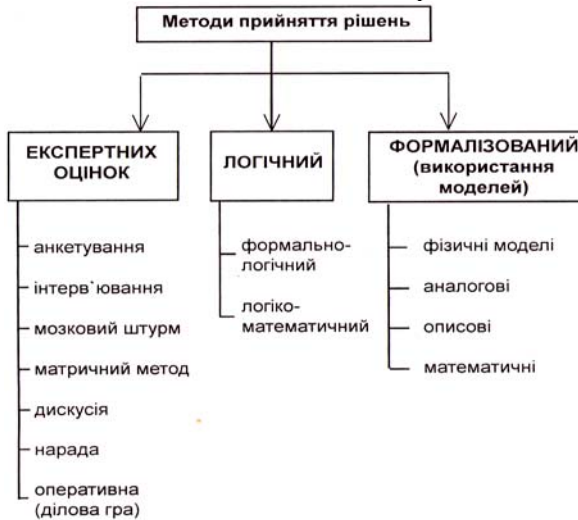 Методи прийняття рішень
ЕКСПЕРТНИХ
ОЦІНОК
анкетування
інтерв`ювання
мозковий штурм
матричний метод
дискусія
нарада
оперативна
(ділова гра)
ЛОГІЧНИЙ
формально-
логічний
логіко-
математичний
ФОРМАЛІЗОВАНИЙ
(використання
моделей)
фізичні моделі
аналогові
описові
математичні